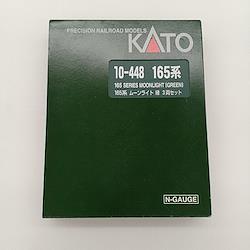 PRECISION RAILROAD MODELS
KATO
10-448 165系
165 SERIES MOONLIGHT (GREEN)
165系 ムーンライト 緑 3両セット
N-GAUGE